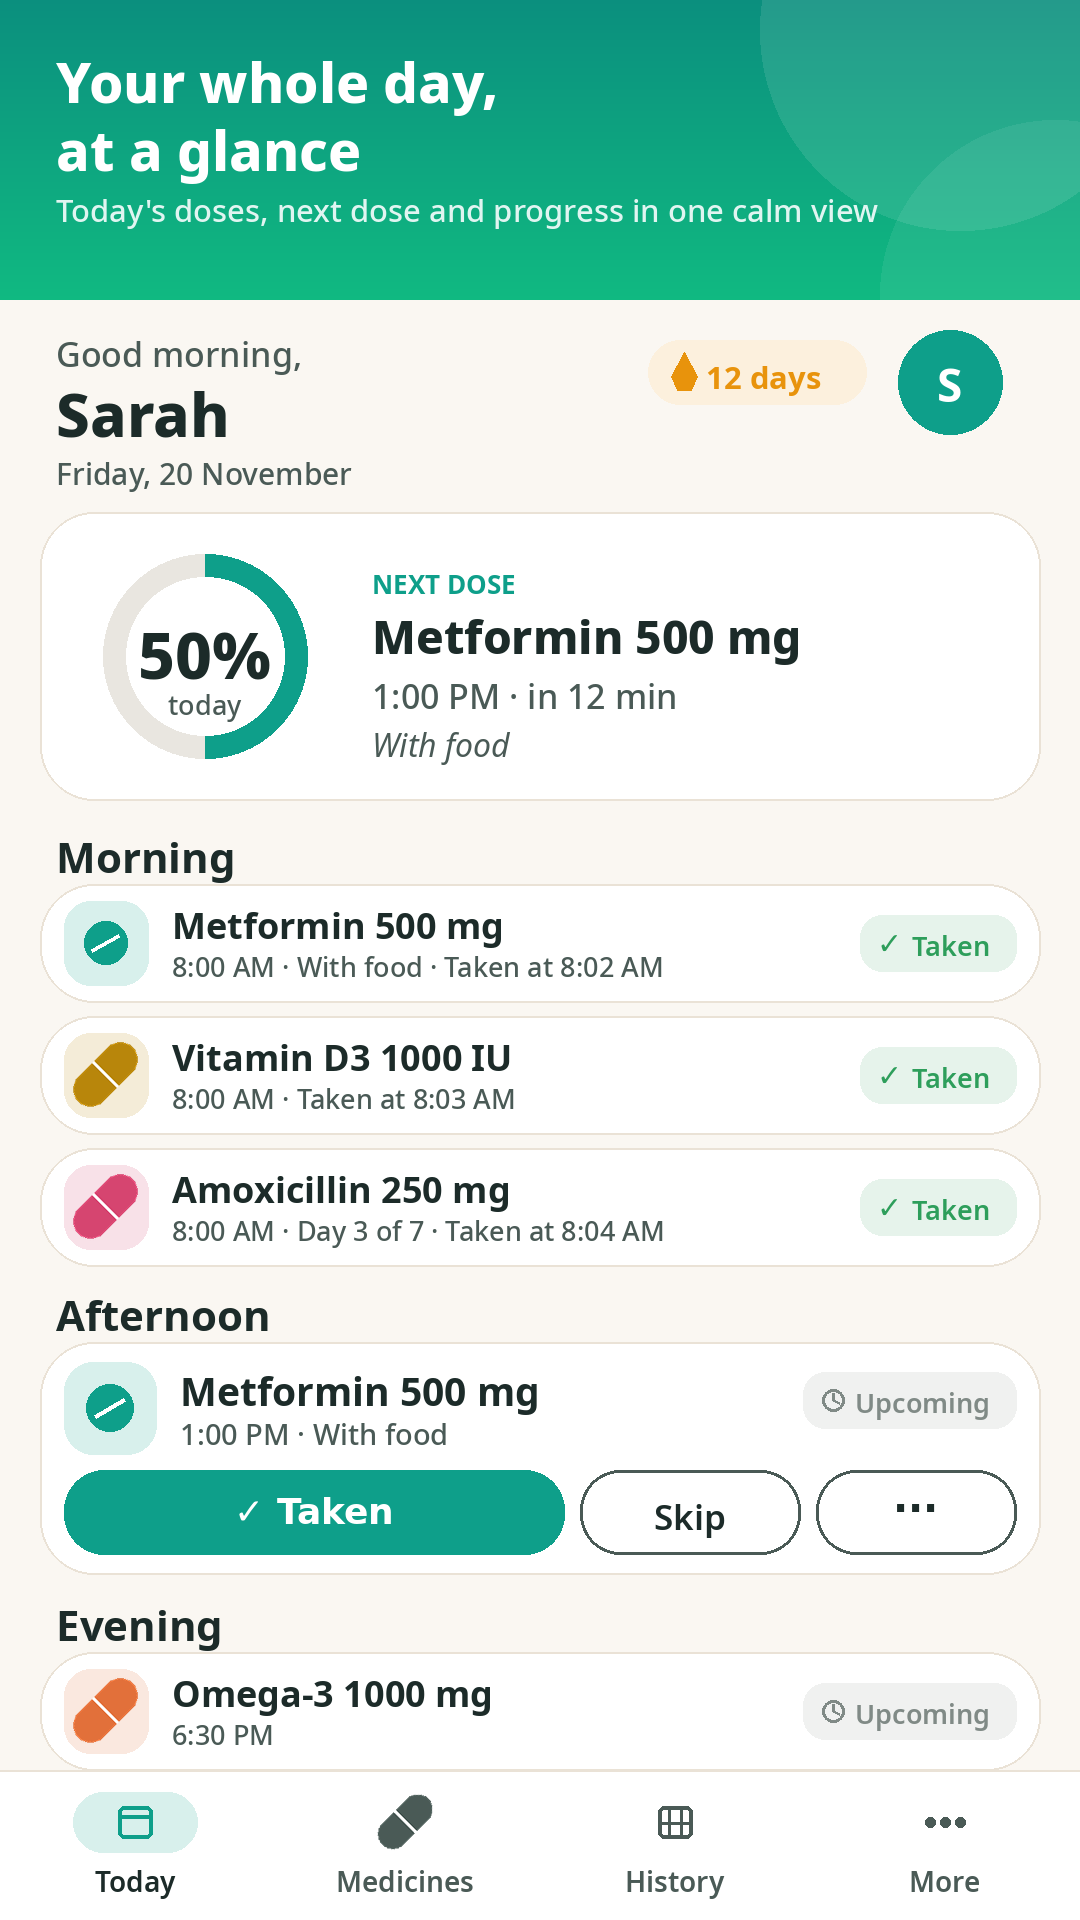 Your whole day,
at a glance
Today's doses, next dose and progress in one calm view
Good morning,
Sarah
Friday, 20 November
12 days
S
50%
today
NEXT DOSE
Metformin 500 mg
1:00 PM · in 12 min
With food
Morning
Metformin 500 mg
8:00 AM · With food · Taken at 8:02 AM
✓ Taken
Vitamin D3 1000 IU
8:00 AM · Taken at 8:03 AM
✓ Taken
Amoxicillin 250 mg
8:00 AM · Day 3 of 7 · Taken at 8:04 AM
✓ Taken
Afternoon
Metformin 500 mg
1:00 PM · With food
Upcoming
✓ Taken
Skip
...
Evening
Omega-3 1000 mg
6:30 PM
Upcoming
Today
Medicines
History
More